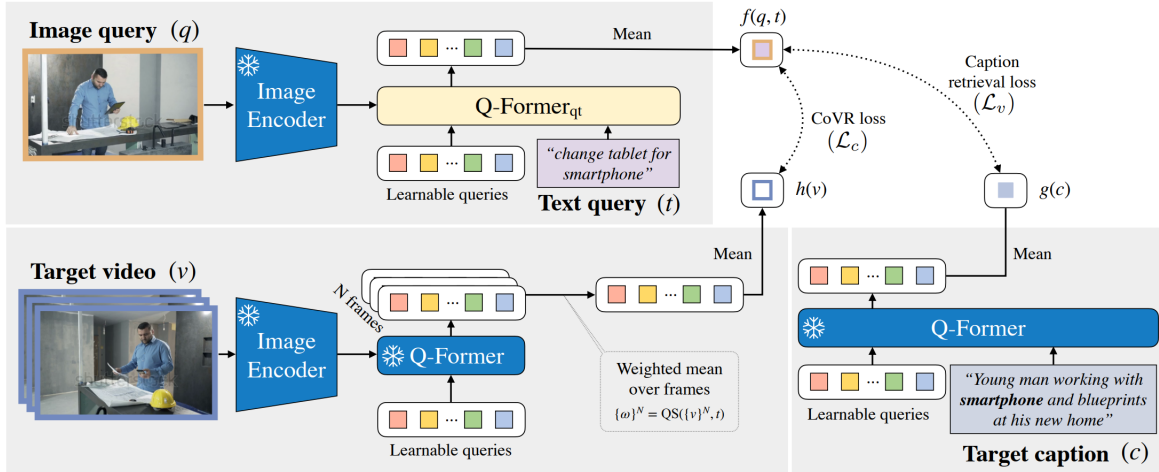 Image query (q)
Image
Encoder
...
Mean
Q-Former_qt
...
Learnable queries
"change tablet for
smartphone"
Text query (t)
f(q, t)
Caption
retrieval loss
(ℒ_v)
CoVR loss
(ℒ_c)
h(v)
g(c)
Target video (v)
Image
Encoder
N frames
...
Q-Former
...
Learnable queries
...
Mean
Weighted mean
over frames
{ω}^N = QS({v}^N, t)
Mean
...
Q-Former
...
Learnable queries
"Young man working with
smartphone and blueprints
at his new home"
Target caption (c)